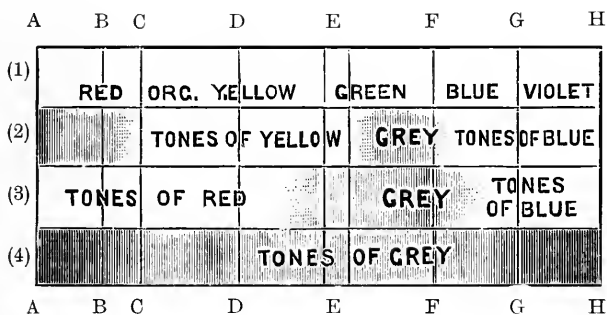 A B C D E F G H
(1) RED ORG. YELLOW GREEN BLUE VIOLET
(2) TONES OF YELLOW GREY TONES OF BLUE
(3) TONES OF RED GREY TONES OF BLUE
(4) TONES OF GREY
A B C D E F G H